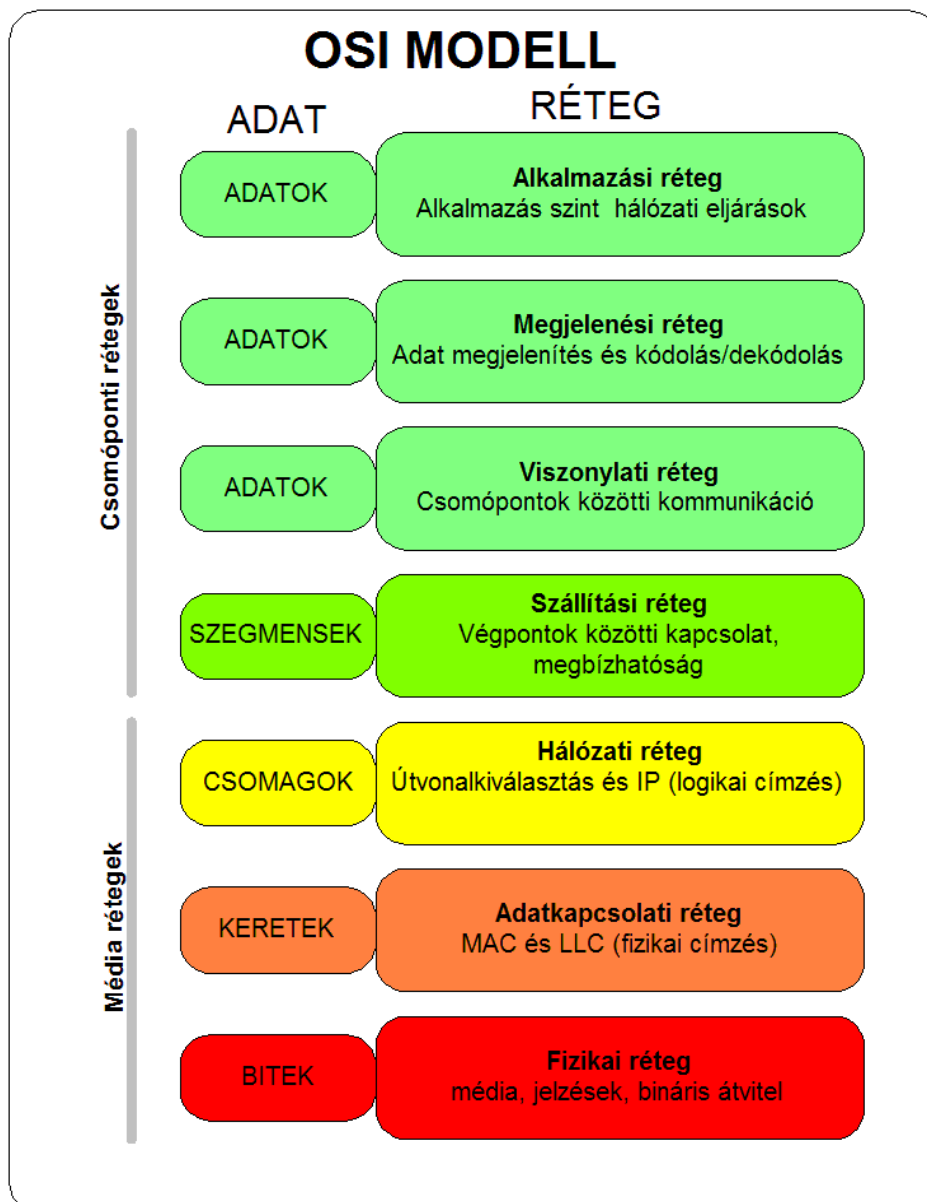 OSI MODELL
ADAT
RÉTEG
Csomóponti rétegek
ADATOK
Alkalmazási réteg
Alkalmazás szint hálózati eljárások
ADATOK
Megjelenési réteg
Adat megjelenítés és kódolás/dekódolás
ADATOK
Viszonylati réteg
Csomópontok közötti kommunikáció
SZEGMENSEK
Szállítási réteg
Végpontok közötti kapcsolat,
megbízhatóság
Média rétegek
CSOMAGOK
Hálózati réteg
Útvonalkiválasztás és IP (logikai címzés)
KERETEK
Adatkapcsolati réteg
MAC és LLC (fizikai címzés)
BITEK
Fizikai réteg
média, jelzések, bináris átvitel